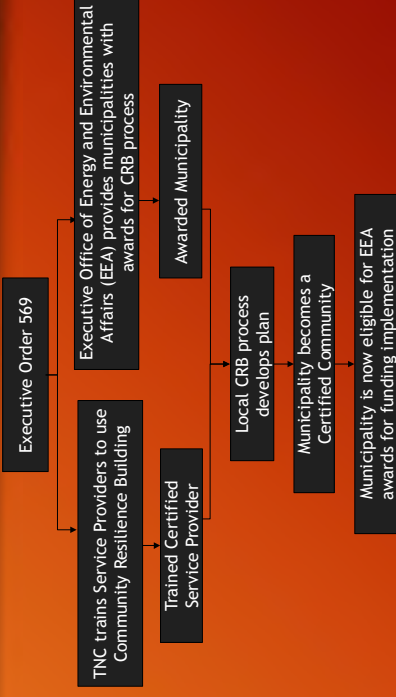 Executive Order 569
TNC trains Service Providers to use
Community Resilience Building
Executive Office of Energy and Environmental
Affairs (EEA) provides municipalities with
awards for CRB process
Trained Certified
Service Provider
Awarded Municipality
Local CRB process
develops plan
Municipality becomes a
Certified Community
Municipality is now eligible for EEA
awards for funding implementation